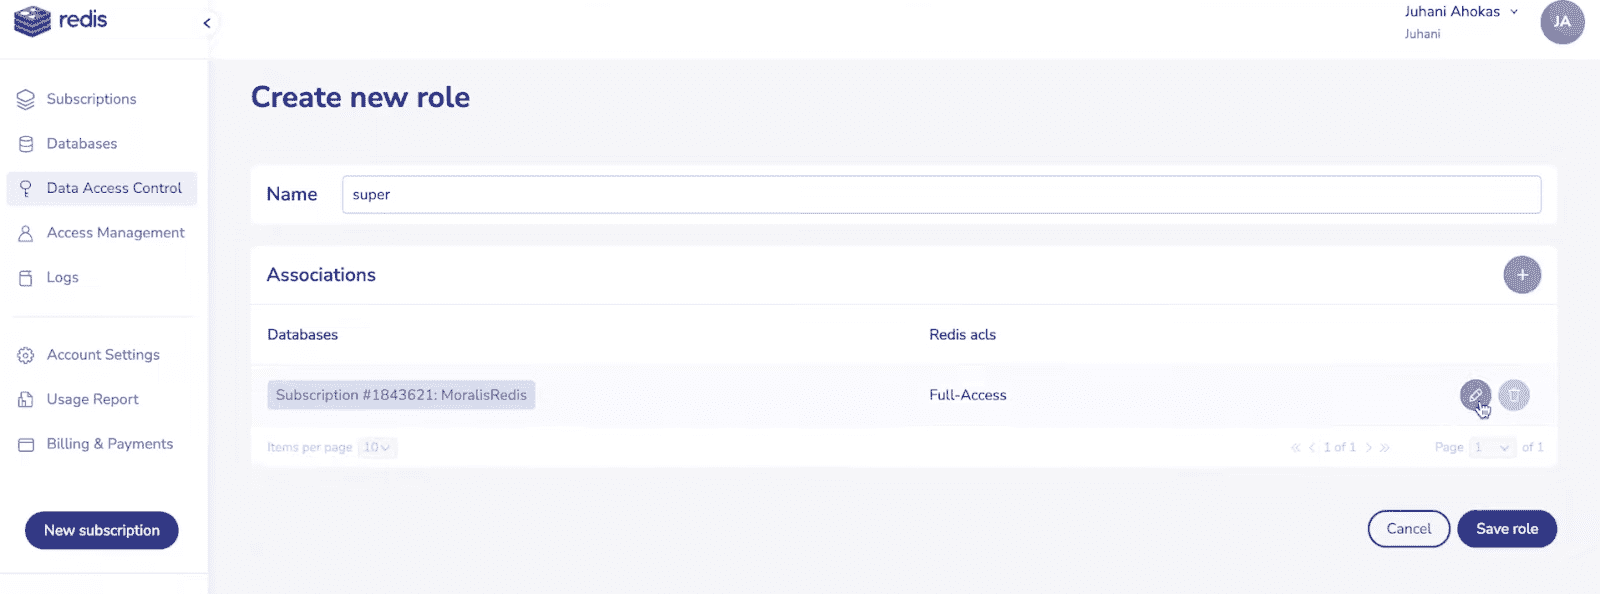 redis
Juhani Ahokas
Juhani
JA
Subscriptions
Databases
Data Access Control
Access Management
Logs
Account Settings
Usage Report
Billing & Payments
New subscription
Create new role
Name super
Associations
+
Databases Redis acls
Subscription #1843621: MoralisRedis Full-Access
Items per page 10 « < 1 of 1 > » Page 1 of 1
Cancel Save role